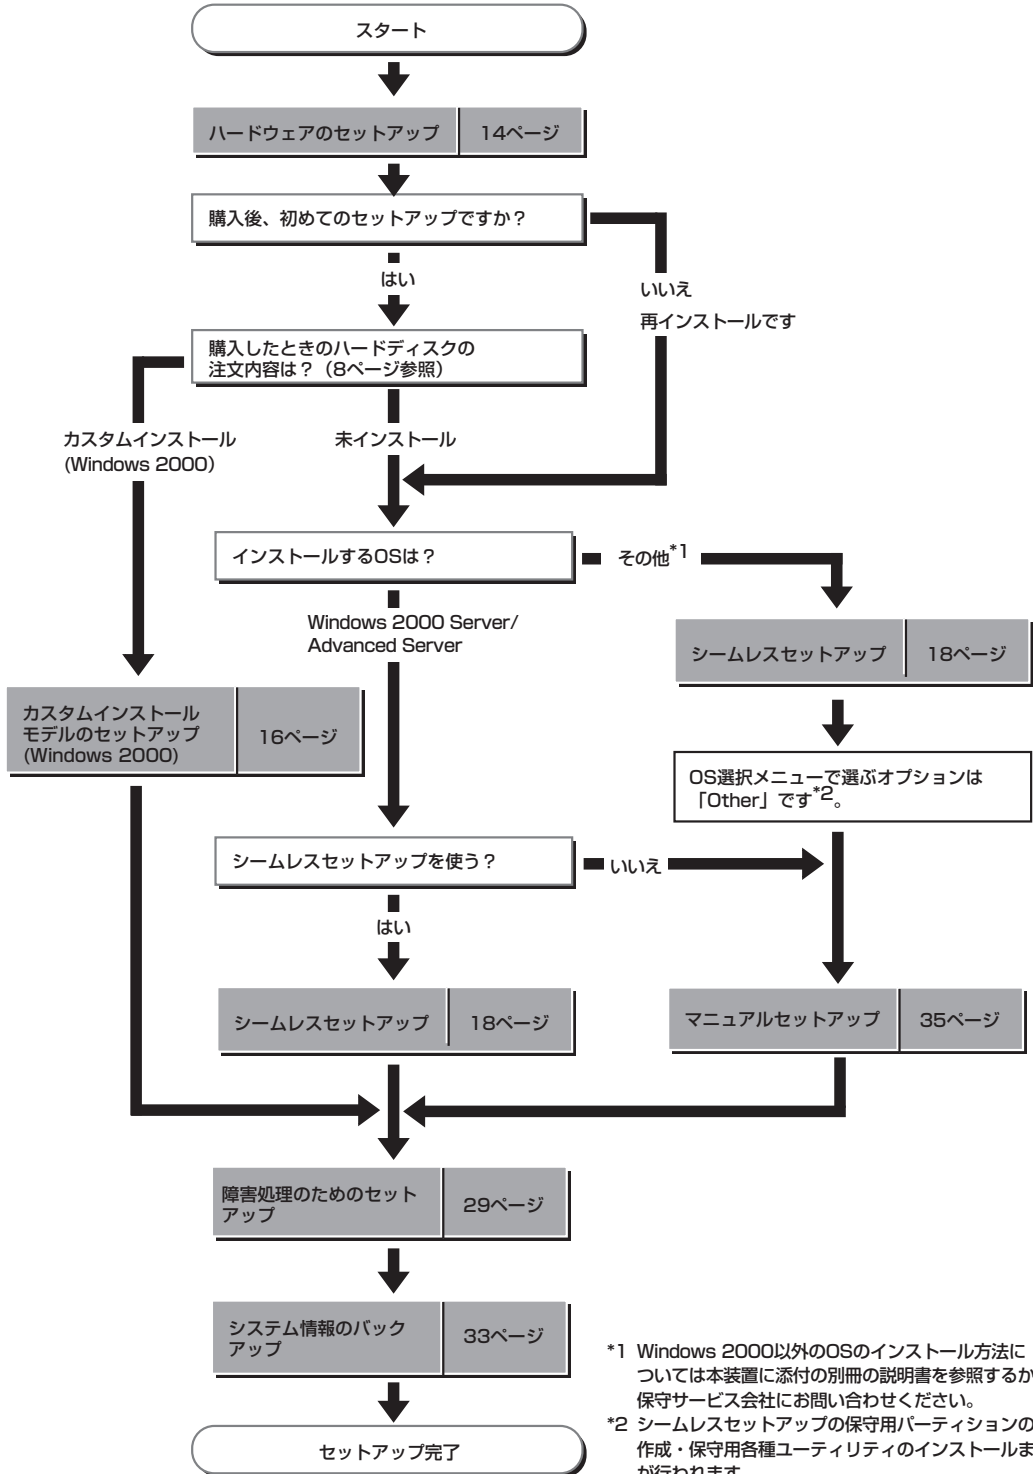 スタート
ハードウェアのセットアップ 14ページ
購入後、初めてのセットアップですか？
はい
いいえ
再インストールです
購入したときのハードディスクの
注文内容は？（8ページ参照）
カスタムインストール
(Windows 2000）
未インストール
インストールするOSは？
その他*1
Windows 2000 Server/
Advanced Server
シームレスセットアップ 18ページ
カスタムインストール
モデルのセットアップ
(Windows 2000)
16ページ
OS選択メニューで選ぶオプションは
「Other」です*2。
シームレスセットアップを使う？
いいえ
はい
シームレスセットアップ 18ページ
マニュアルセットアップ 35ページ
障害処理のためのセット
アップ
29ページ
システム情報のバック
アップ
33ページ
セットアップ完了
*1 Windows 2000以外のOSのインストール方法に
ついては本装置に添付の別冊の説明書を参照するか
保守サービス会社にお問い合わせください。
*2 シームレスセットアップの保守用パーティションの
作成・保守用各種ユーティリティのインストールま
が行われます